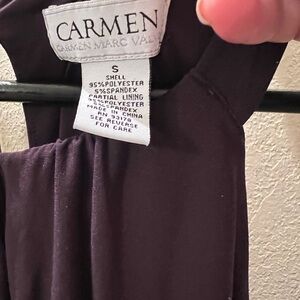 CARMEN
CARMEN MARC VAL
S
SHELL
95%POLYESTER
5%SPANDEX
PARTIAL LINING
95%POLYESTER
5%SPANDEX
MADE IN CHINA
RN 93178
SEE REVERSE
FOR CARE